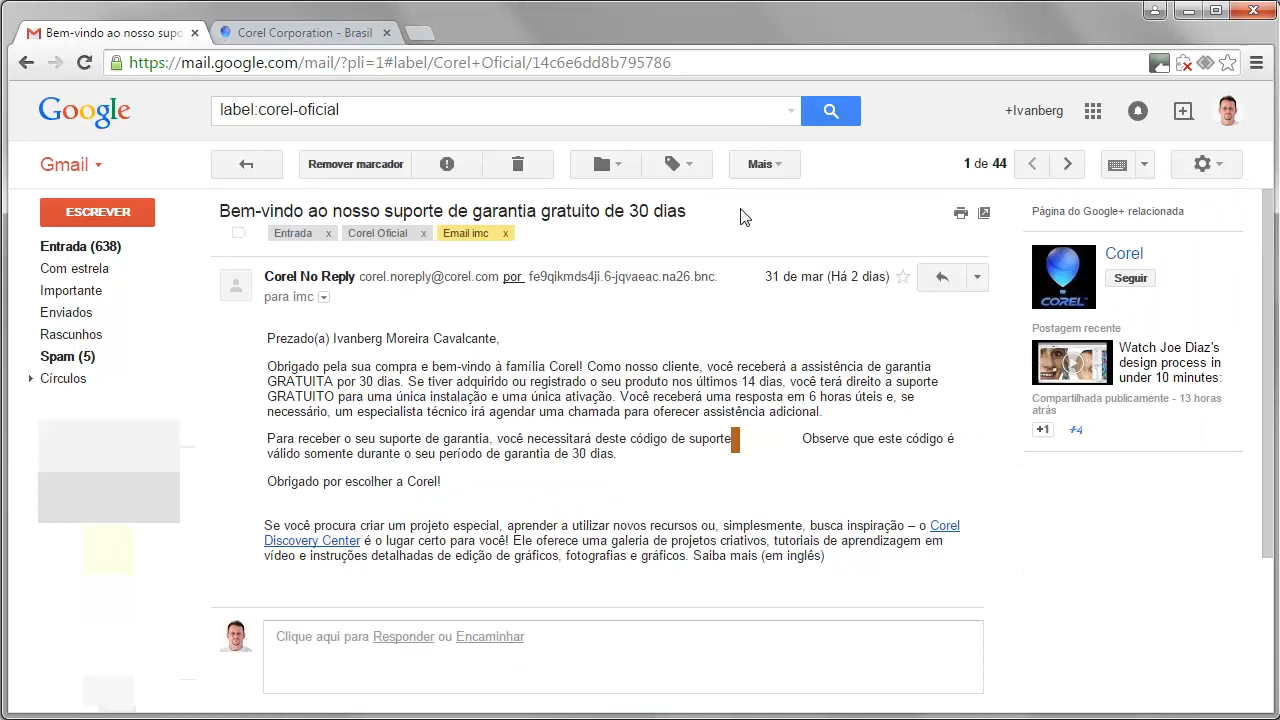 Bem-vindo ao nosso supo
Corel Corporation - Brasil
https://mail.google.com/mail/?pli=1#label/Corel+Oficial/14c6e6dd8b795786
Google
label:corel-oficial
+Ivanberg
Gmail
Remover marcador
Mais
1 de 44
ESCREVER
Entrada (638)
Com estrela
Importante
Enviados
Rascunhos
Spam (5)
Círculos
Bem-vindo ao nosso suporte de garantia gratuito de 30 dias
Entrada x Corel Oficial x Email imc x
Corel No Reply corel.noreply@corel.com por fe9qikmds4ji.6-jqvaeac.na26.bnc.
31 de mar (Há 2 dias)
para imc
Prezado(a) Ivanberg Moreira Cavalcante,
Obrigado pela sua compra e bem-vindo à família Corel! Como nosso cliente, você receberá a assistência de garantia
GRATUITA por 30 dias. Se tiver adquirido ou registrado o seu produto nos últimos 14 dias, você terá direito a suporte
GRATUITO para uma única instalação e uma única ativação. Você receberá uma resposta em 6 horas úteis e, se
necessário, um especialista técnico irá agendar uma chamada para oferecer assistência adicional.
Para receber o seu suporte de garantia, você necessitará deste código de suporte Observe que este código é
válido somente durante o seu período de garantia de 30 dias.
Obrigado por escolher a Corel!
Se você procura criar um projeto especial, aprender a utilizar novos recursos ou, simplesmente, busca inspiração – o Corel
Discovery Center é o lugar certo para você! Ele oferece uma galeria de projetos criativos, tutoriais de aprendizagem em
vídeo e instruções detalhadas de edição de gráficos, fotografias e gráficos. Saiba mais (em inglês)
Clique aqui para Responder ou Encaminhar
Página do Google+ relacionada
COREL
Corel
Seguir
Postagem recente
Watch Joe Diaz's
design process in
under 10 minutes:
Compartilhada publicamente - 13 horas
atrás
+1
+4